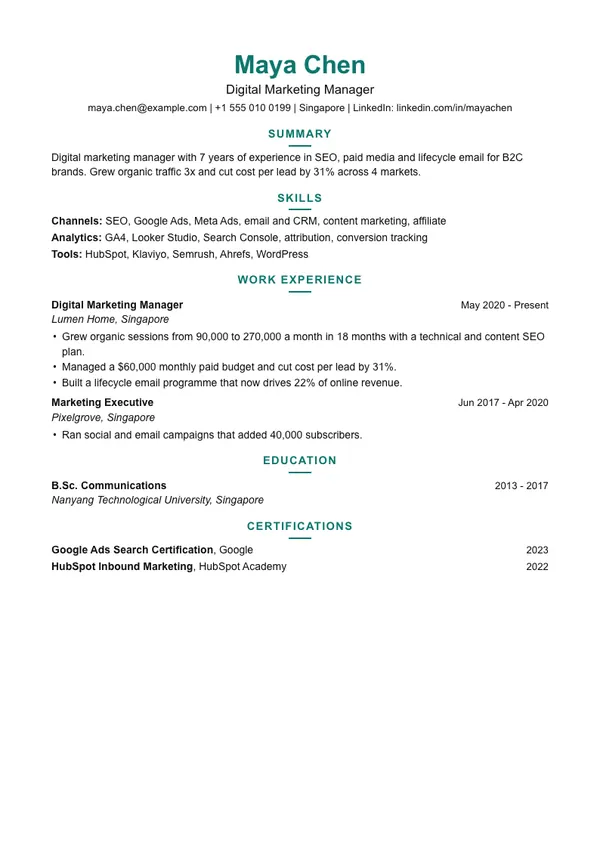 Maya Chen
Digital Marketing Manager
maya.chen@example.com | +1 555 010 0199 | Singapore | LinkedIn: linkedin.com/in/mayachen
SUMMARY
Digital marketing manager with 7 years of experience in SEO, paid media and lifecycle email for B2C
brands. Grew organic traffic 3x and cut cost per lead by 31% across 4 markets.
SKILLS
Channels: SEO, Google Ads, Meta Ads, email and CRM, content marketing, affiliate
Analytics: GA4, Looker Studio, Search Console, attribution, conversion tracking
Tools: HubSpot, Klaviyo, Semrush, Ahrefs, WordPress
WORK EXPERIENCE
Digital Marketing Manager May 2020 - Present
Lumen Home, Singapore
• Grew organic sessions from 90,000 to 270,000 a month in 18 months with a technical and content SEO
plan.
• Managed a $60,000 monthly paid budget and cut cost per lead by 31%.
• Built a lifecycle email programme that now drives 22% of online revenue.
Marketing Executive Jun 2017 - Apr 2020
Pixelgrove, Singapore
• Ran social and email campaigns that added 40,000 subscribers.
EDUCATION
B.Sc. Communications 2013 - 2017
Nanyang Technological University, Singapore
CERTIFICATIONS
Google Ads Search Certification, Google 2023
HubSpot Inbound Marketing, HubSpot Academy 2022